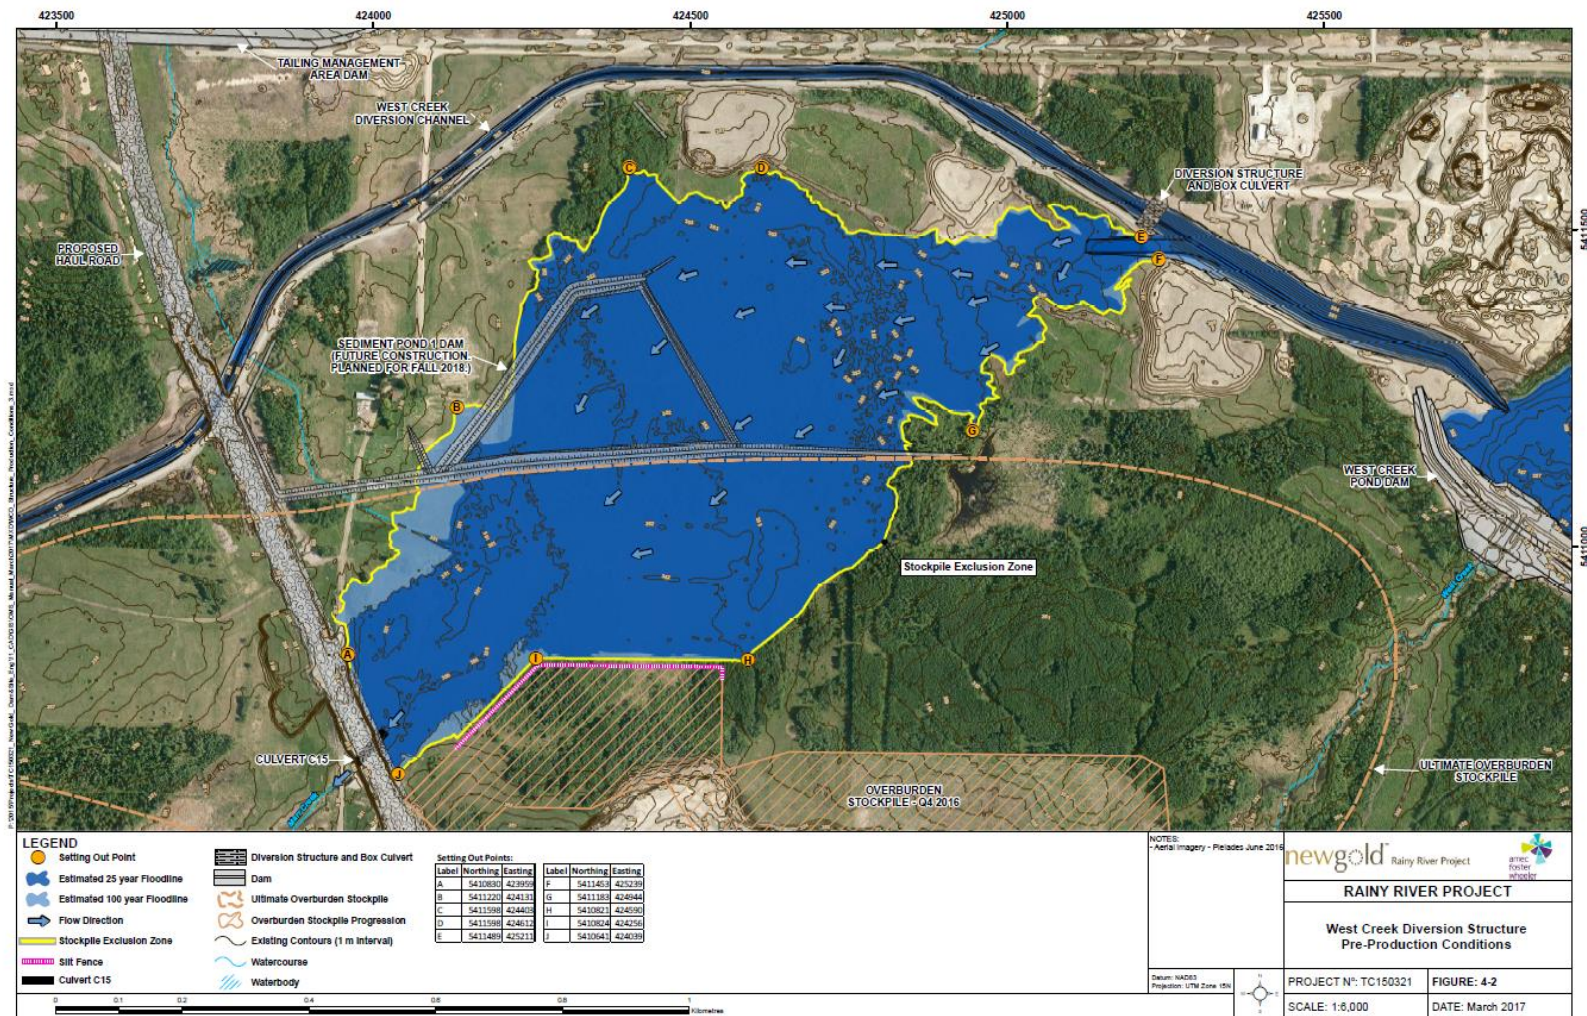 423500 424000 424500 425000 425500
TAILING MANAGEMENT
AREA DAM
WEST CREEK
DIVERSION CHANNEL
C
D
DIVERSION STRUCTURE
AND BOX CULVERT
E
5411500
F
PROPOSED
HAUL ROAD
SEDIMENT POND 1 DAM
(FUTURE CONSTRUCTION
PLANNED FOR FALL 2018.)
B
G
WEST CREEK
POND DAM
5411000
Stockpile Exclusion Zone
West Creek
A
I
H
J
CULVERT C15
OVERBURDEN
STOCKPILE - Q4 2016
ULTIMATE OVERBURDEN
STOCKPILE
LEGEND
Setting Out Point
Estimated 25 year Floodline
Estimated 100 year Floodline
Flow Direction
Stockpile Exclusion Zone
Silt Fence
Culvert C15
Diversion Structure and Box Culvert
Dam
Ultimate Overburden Stockpile
Overburden Stockpile Progression
Existing Contours (1 m Interval)
Watercourse
Waterbody
Setting Out Points:
Label Northing Easting
A 5410830 423959
B 5411220 424131
C 5411598 424403
D 5411598 424612
E 5411489 425211
Label Northing Easting
F 5411453 425239
G 5411183 424944
H 5410821 424590
I 5410824 424256
J 5410641 424039
0 0.1 0.2 0.4 0.6 0.8 1
Kilometres
NOTES:
- Aerial Imagery - Pleiades June 2016
Datum: NAD83
Projection: UTM Zone 15N
newgold Rainy River Project
amec
foster
wheeler
RAINY RIVER PROJECT
West Creek Diversion Structure
Pre-Production Conditions
PROJECT Nº: TC150321 FIGURE: 4-2
SCALE: 1:6,000 DATE: March 2017